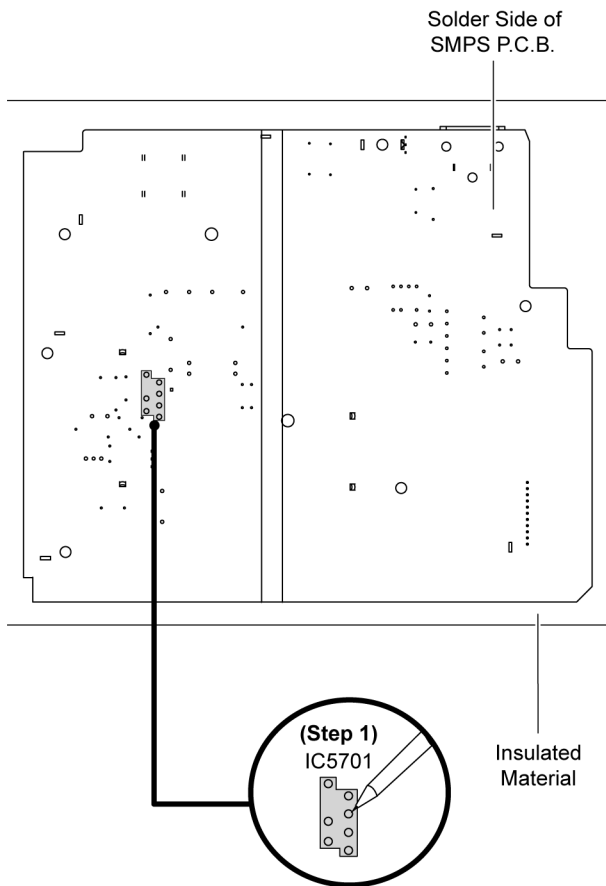 Solder Side of
SMPS P.C.B.
(Step 1)
IC5701
Insulated
Material